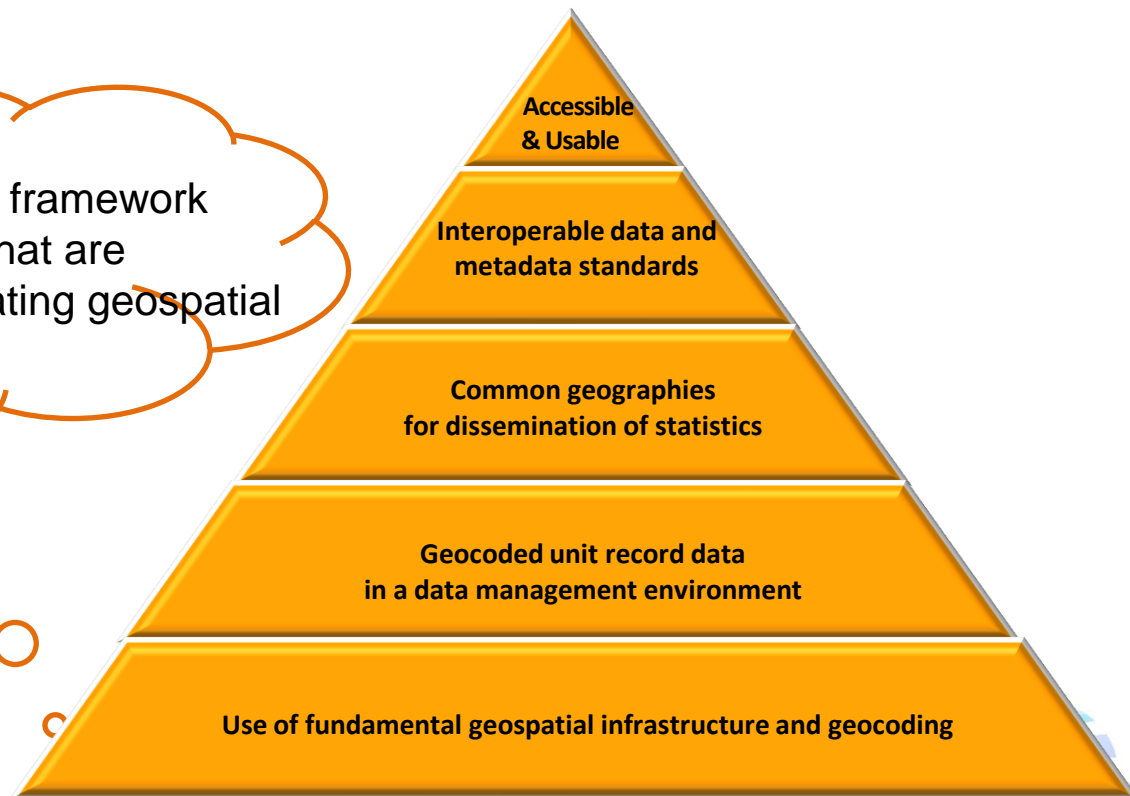 framework
hat are
ating geospatial
Accessible
& Usable
Interoperable data and
metadata standards
Common geographies
for dissemination of statistics
Geocoded unit record data
in a data management environment
Use of fundamental geospatial infrastructure and geocoding